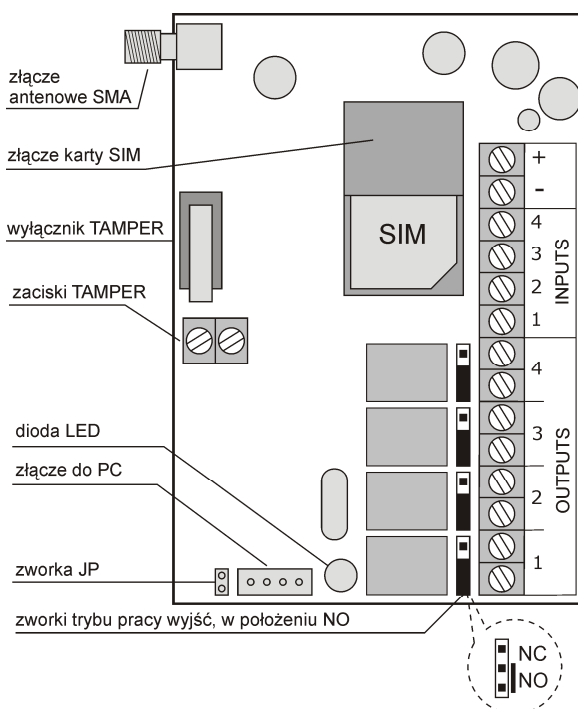 złącze
antenowe SMA
złącze karty SIM
wyłącznik TAMPER
zaciski TAMPER
dioda LED
złącze do PC
zworka JP
zworki trybu pracy wyjść, w położeniu NO
SIM
+
-
4
3
2
1
INPUTS
4
3
2
1
OUTPUTS
NC
NO